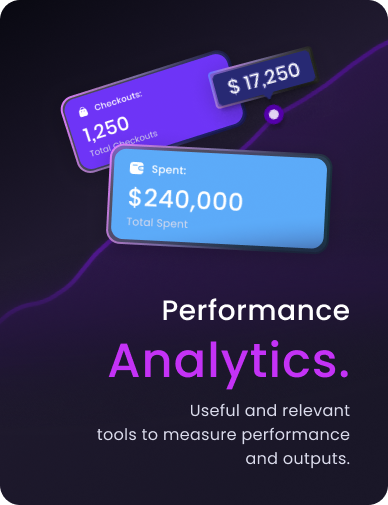 $ 17,250
Checkouts:
1,250
Total Checkouts
Spent:
$240,000
Total Spent
Performance
Analytics.
Useful and relevant
tools to measure performance
and outputs.